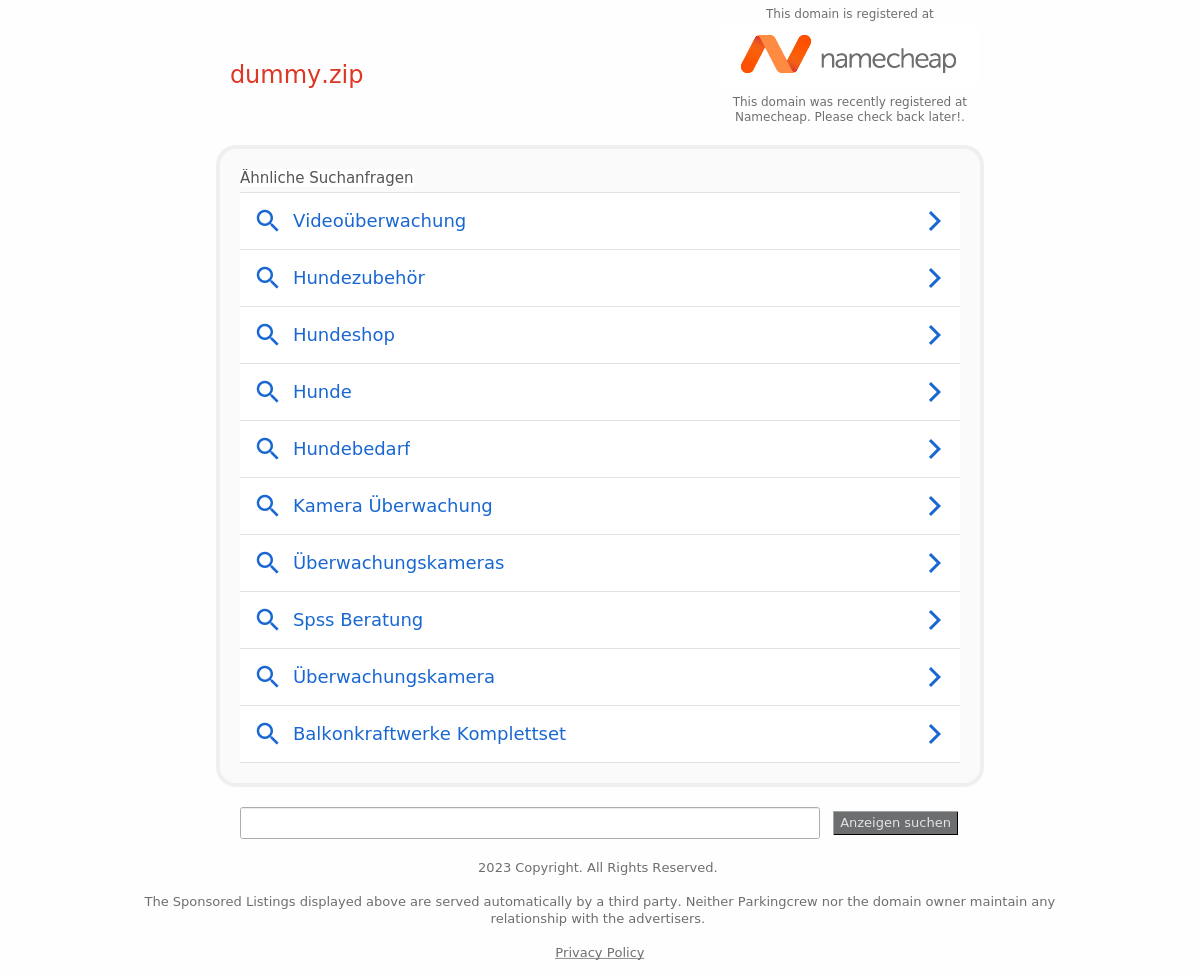 This domain is registered at
namecheap
dummy.zip
This domain was recently registered at
Namecheap. Please check back later!.
Ähnliche Suchanfragen
Videoüberwachung
Hundezubehör
Hundeshop
Hunde
Hundebedarf
Kamera Überwachung
Überwachungskameras
Spss Beratung
Überwachungskamera
Balkonkraftwerke Komplettset
Anzeigen suchen
2023 Copyright. All Rights Reserved.
The Sponsored Listings displayed above are served automatically by a third party. Neither Parkingcrew nor the domain owner maintain any
relationship with the advertisers.
Privacy Policy